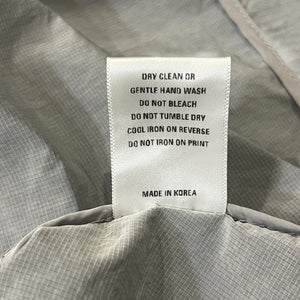 DRY CLEAN OR
GENTLE HAND WASH
DO NOT BLEACH
DO NOT TUMBLE DRY
COOL IRON ON REVERSE
DO NOT IRON ON PRINT
MADE IN KOREA